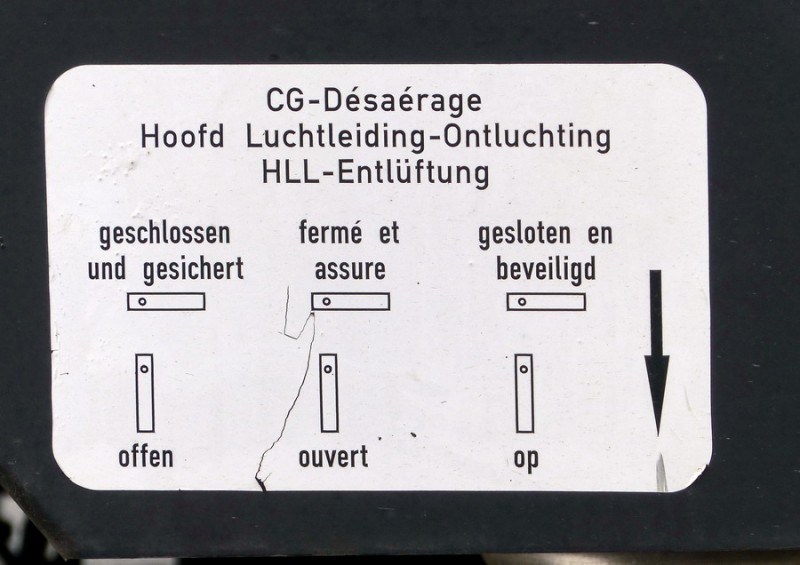 CG-Désaérage
Hoofd Luchtleiding-Ontluchting
HLL-Entlüftung
geschlossen und gesichert
fermé et assure
gesloten en beveiligd
offen
ouvert
op